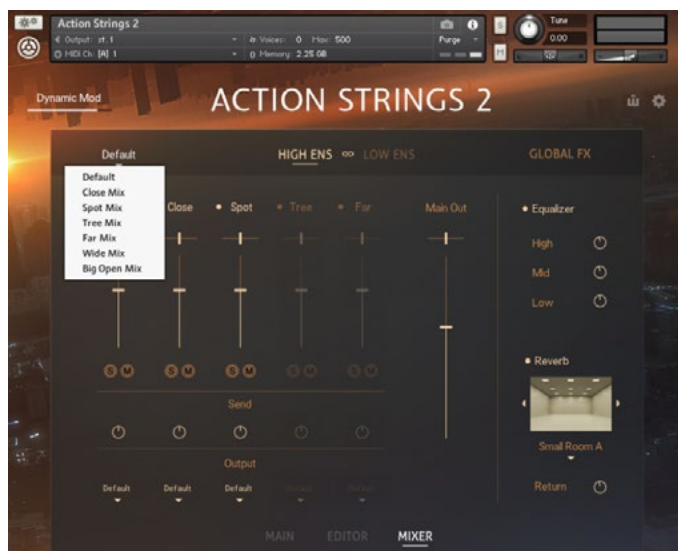 Action Strings 2
Output: st.1
Voices: 0 Max: 500
Purge
MIDI Ch: [A] 1
Memory: 2.25 GB
S
M
Tune
0.00
Dynamic Mod
ACTION STRINGS 2
Default
HIGH ENS
LOW ENS
GLOBAL FX
Default
Close Mix
Spot Mix
Tree Mix
Far Mix
Wide Mix
Big Open Mix
Close
Spot
Tree
Far
Main Out
Equalizer
High
Mid
Low
S M S M S M S M S M
Reverb
Send
Small Room A
Output
Default Default Default Default Default
Return
MAIN EDITOR MIXER